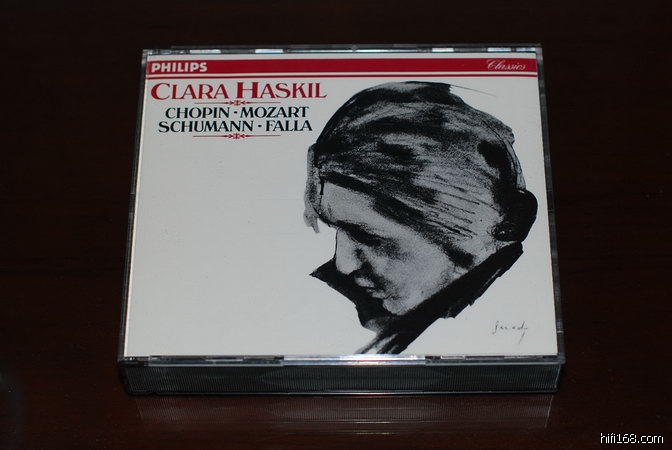 PHILIPS
Classics
CLARA HASKIL
CHOPIN · MOZART
SCHUMANN · FALLA
hifi168.com